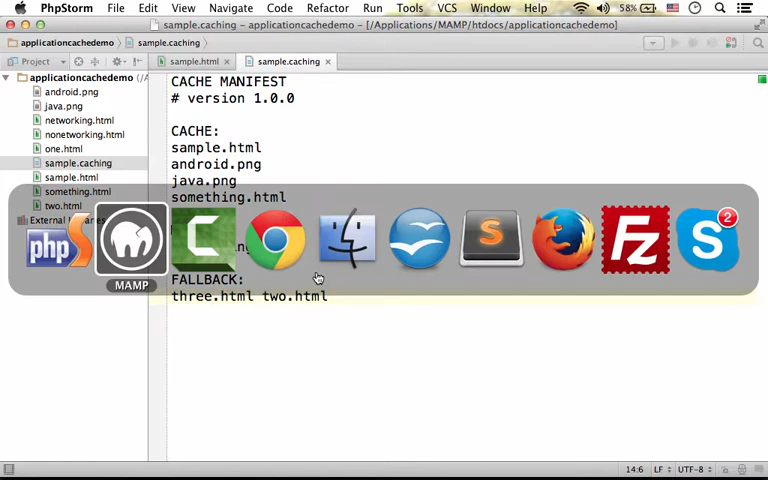 PhpStorm File Edit View Navigate Code Refactor Run Tools VCS Window Help 58%
sample.caching - applicationcachedemo - [/Applications/MAMP/htdocs/applicationcachedemo]
applicationcachedemo sample.caching
Project sample.html sample.caching
applicationcachedemo (/A
android.png
java.png
networking.html
nonetworking.html
one.html
sample.caching
sample.html
something.html
two.html
External
CACHE MANIFEST
# version 1.0.0
CACHE:
sample.html
android.png
java.png
something.html
FALLBACK:
three.html two.html
php S
C
S
Fz
S 2
MAMP
14:6 LF UTF-8